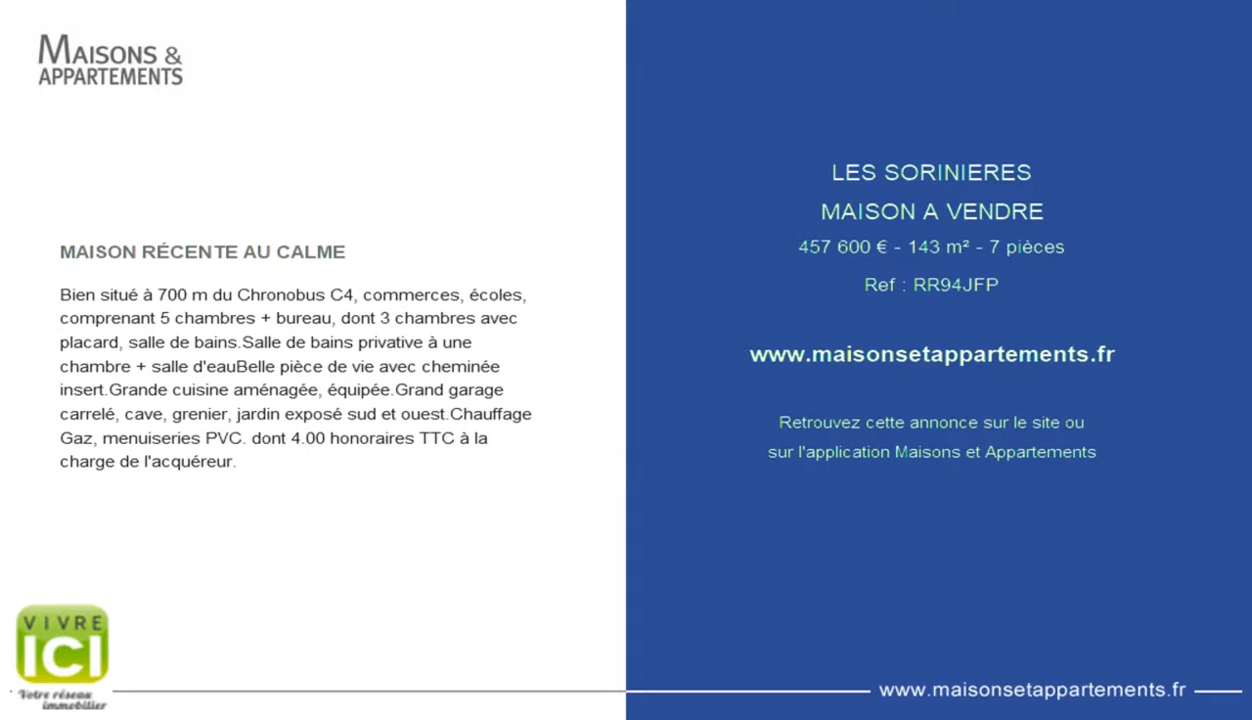 MAISONS &
APPARTEMENTS
MAISON RÉCENTE AU CALME
Bien situé à 700 m du Chronobus C4, commerces, écoles,
comprenant 5 chambres + bureau, dont 3 chambres avec
placard, salle de bains.Salle de bains privative à une
chambre + salle d'eauBelle pièce de vie avec cheminée
insert.Grande cuisine aménagée, équipée.Grand garage
carrelé, cave, grenier, jardin exposé sud et ouest.Chauffage
Gaz, menuiseries PVC. dont 4.00 honoraires TTC à la
charge de l'acquéreur.
VIVRE
ICI
Votre réseau
immobilier
LES SORINIERES
MAISON A VENDRE
457 600 € - 143 m² - 7 pièces
Ref : RR94JFP
www.maisonsetappartements.fr
Retrouvez cette annonce sur le site ou
sur l'application Maisons et Appartements
www.maisonsetappartements.fr